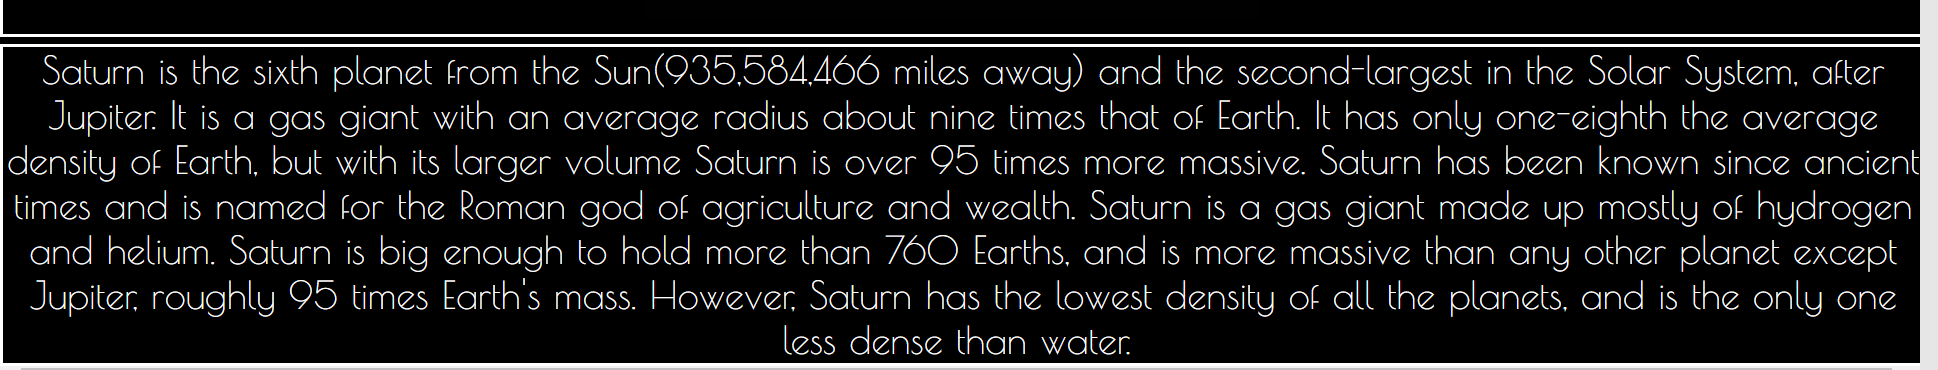 Saturn is the sixth planet from the Sun(935,584,466 miles away) and the second-largest in the Solar System, after
Jupiter. It is a gas giant with an average radius about nine times that of Earth. It has only one-eighth the average
density of Earth, but with its larger volume Saturn is over 95 times more massive. Saturn has been known since ancient
times and is named for the Roman god of agriculture and wealth. Saturn is a gas giant made up mostly of hydrogen
and helium. Saturn is big enough to hold more than 760 Earths, and is more massive than any other planet except
Jupiter, roughly 95 times Earth's mass. However, Saturn has the lowest density of all the planets, and is the only one
less dense than water.